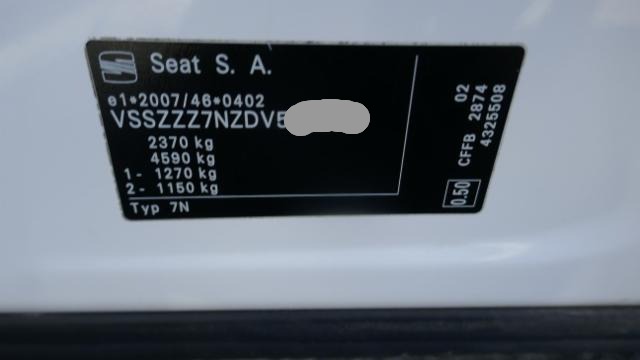 Seat S. A.
e1*2007/46*0402
VSSZZZ7NZDV5
2370 kg
4590 kg
1- 1270 kg
2- 1150 kg
Typ 7N
02
CFFB 2874
4325508
0.50